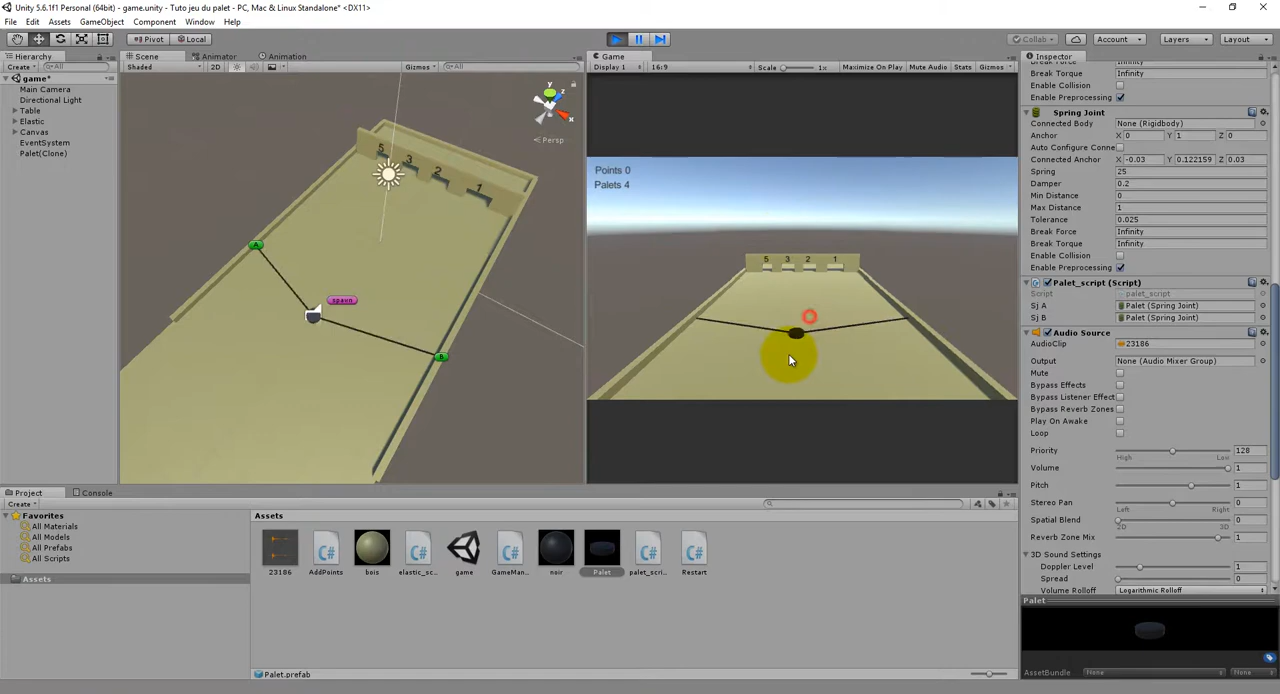 Unity 5.6.1f1 Personal (64bit) - game.unity - Tuto jeu du palet - PC, Mac & Linux Standalone* <DX11>
File Edit Assets GameObject Component Window Help
Pivot Local Collab Account Layers Layout
Hierarchy
Create All
game*
Main Camera
Directional Light
Table
Elastic
Canvas
EventSystem
Palet(Clone)
Scene Animator Animation
Shaded 2D Gizmos All
y
z
x
Persp
5 3 2 1
A
spawn
B
Game
Display 1 16:9 Scale 1x Maximize On Play Mute Audio Stats Gizmos
Points 0
Palets 4
5 3 2 1
Inspector
Break Torque Infinity
Enable Collision
Enable Preprocessing
Spring Joint
Connected Body None (Rigidbody)
Anchor X 0 Y 1 Z 0
Auto Configure Conne
Connected Anchor X -0.03 Y 0.122159 Z 0.03
Spring 25
Damper 0.2
Min Distance 0
Max Distance 1
Tolerance 0.025
Break Force Infinity
Break Torque Infinity
Enable Collision
Enable Preprocessing
Palet_script (Script)
Script palet_script
Sj A Palet (Spring Joint)
Sj B Palet (Spring Joint)
Audio Source
AudioClip 23186
Output None (Audio Mixer Group)
Mute
Bypass Effects
Bypass Listener Effect
Bypass Reverb Zones
Play On Awake
Loop
Priority 128
High Low
Volume 1
Pitch 1
Stereo Pan 0
Left Right
Spatial Blend 0
2D 3D
Reverb Zone Mix 1
3D Sound Settings
Doppler Level 1
Spread 0
Volume Rolloff Logarithmic Rolloff
Palet
AssetBundle None None
Project Console
Create
Favorites
All Materials
All Models
All Prefabs
All Scripts
Assets
Assets
23186 AddPoints bois elastic_sc... game GameMan... noir Palet palet_scri... Restart
Palet.prefab